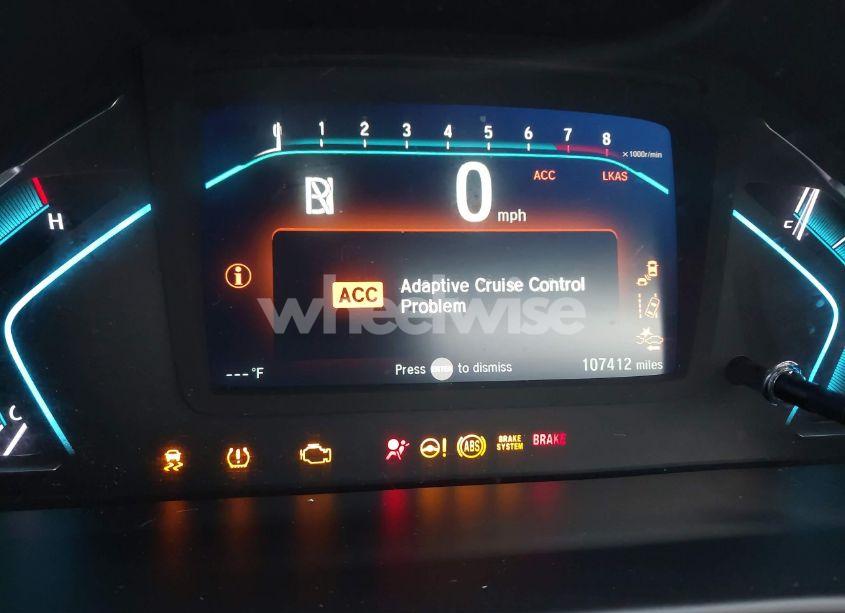 0 1 2 3 4 5 6 7 8
×1000r/min
ACC LKAS
0 mph
H
ACC Adaptive Cruise Control
Problem
wheelwise
---°F
Press ENTER to dismiss
107412 miles
C
ABS
BRAKE
SYSTEM
BRAKE